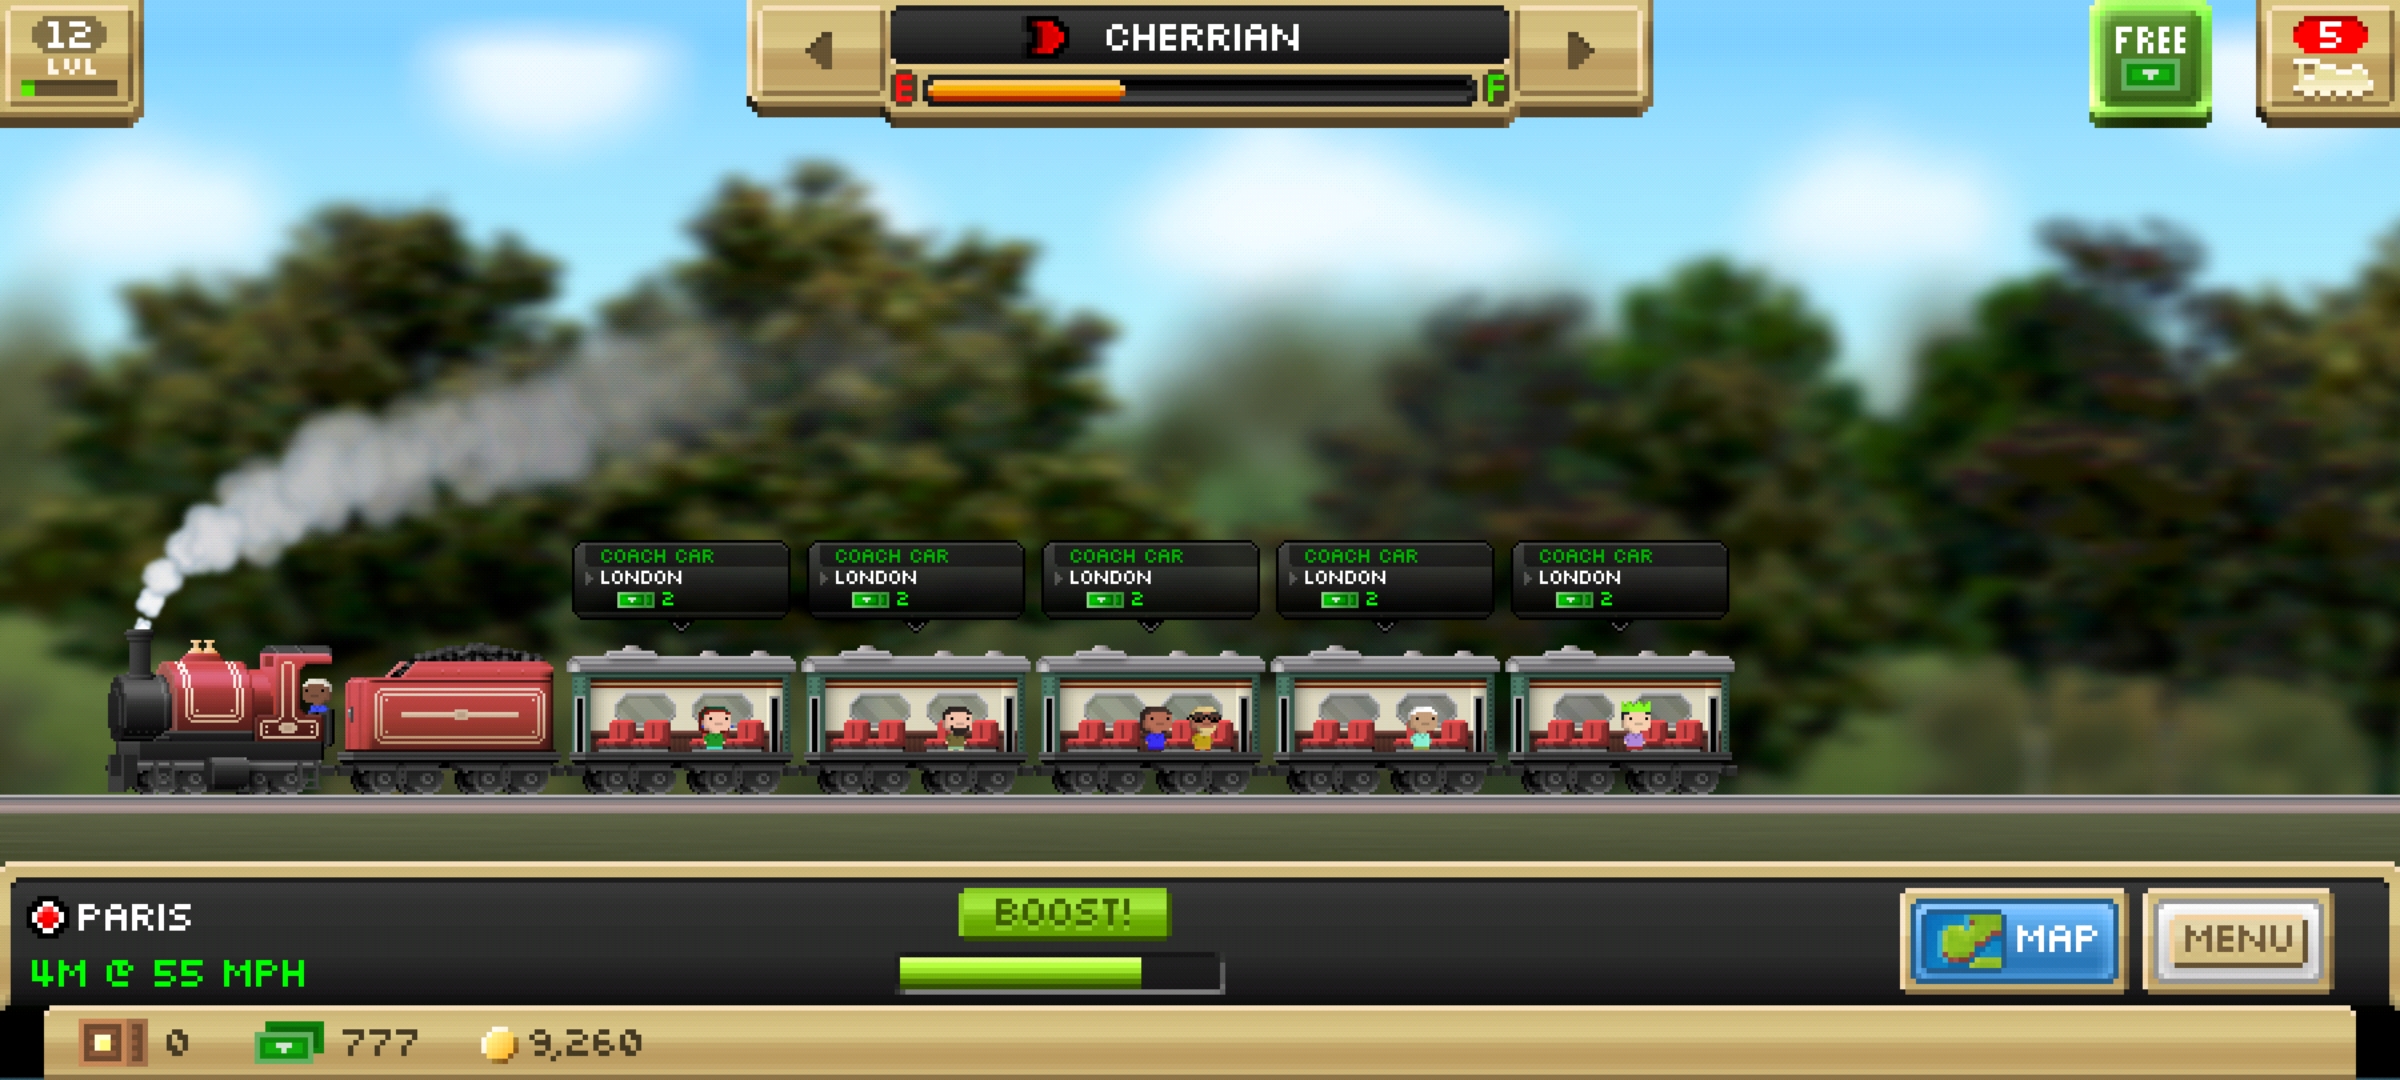 12
LVL
CHERRIAN
E
F
FREE
5
COACH CAR
LONDON
2
COACH CAR
LONDON
2
COACH CAR
LONDON
2
COACH CAR
LONDON
2
COACH CAR
LONDON
2
PARIS
4M @ 55 MPH
BOOST!
MAP
MENU
0
777
9,260